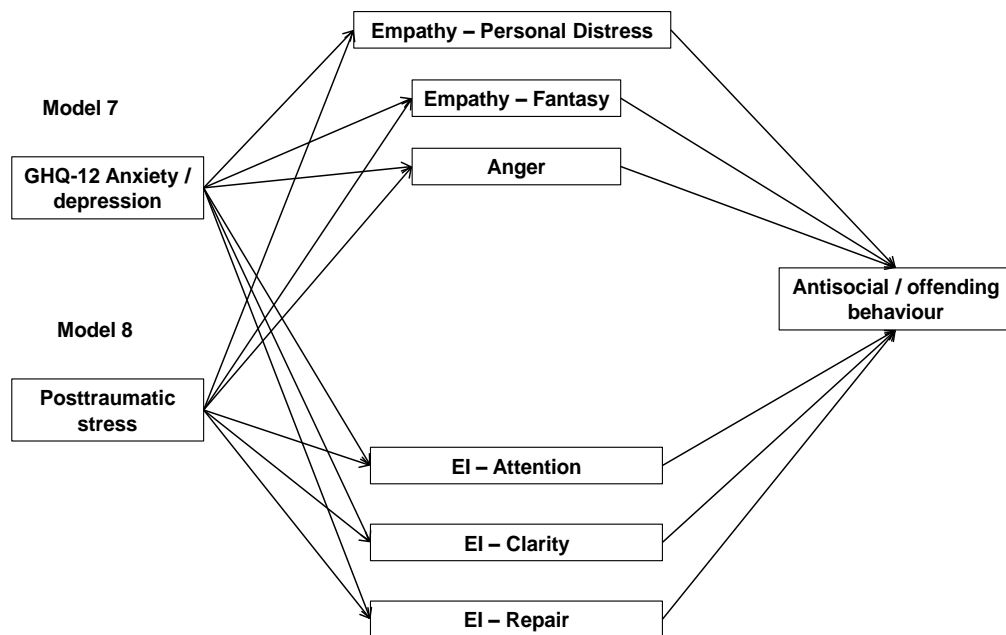 Empathy – Personal Distress
Model 7
Empathy – Fantasy
GHQ-12 Anxiety /
depression
Anger
Antisocial / offending
behaviour
Model 8
Posttraumatic
stress
EI – Attention
EI – Clarity
EI – Repair